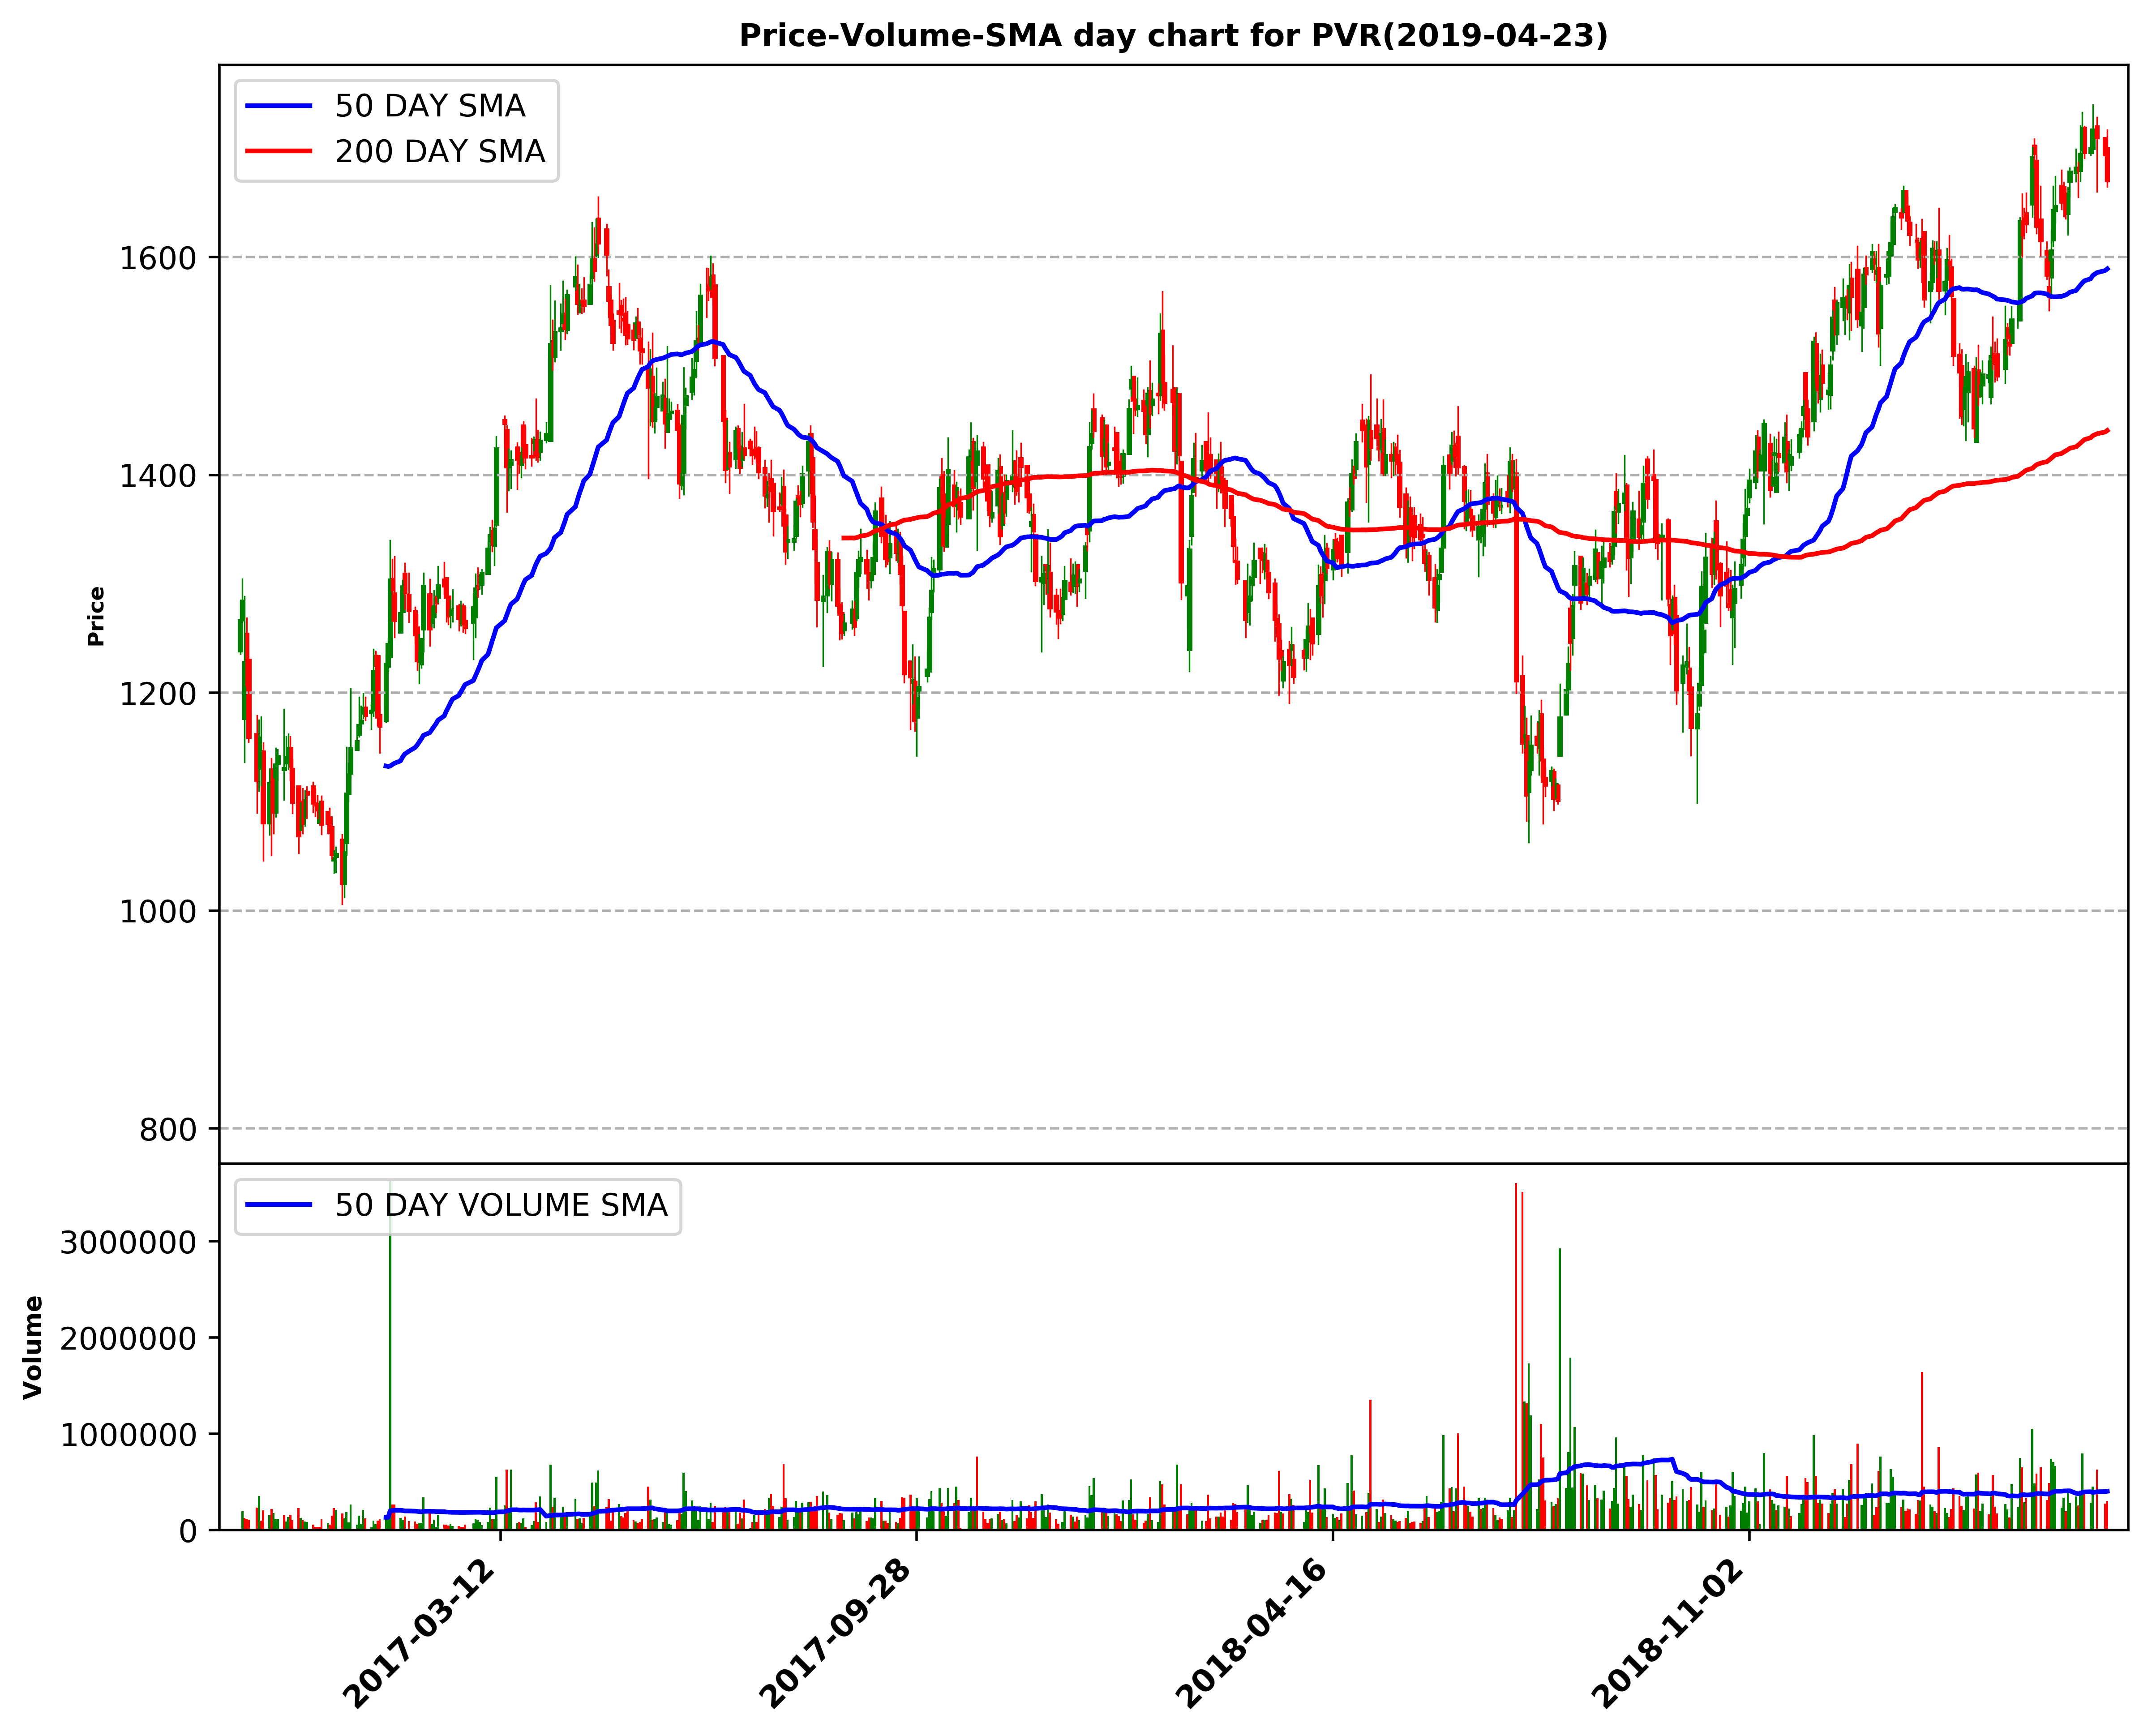 Price-Volume-SMA day chart for PVR(2019-04-23)
50 DAY SMA
200 DAY SMA
1600
1400
1200
1000
800
Price
50 DAY VOLUME SMA
3000000
2000000
1000000
0
Volume
2017-03-12
2017-09-28
2018-04-16
2018-11-02